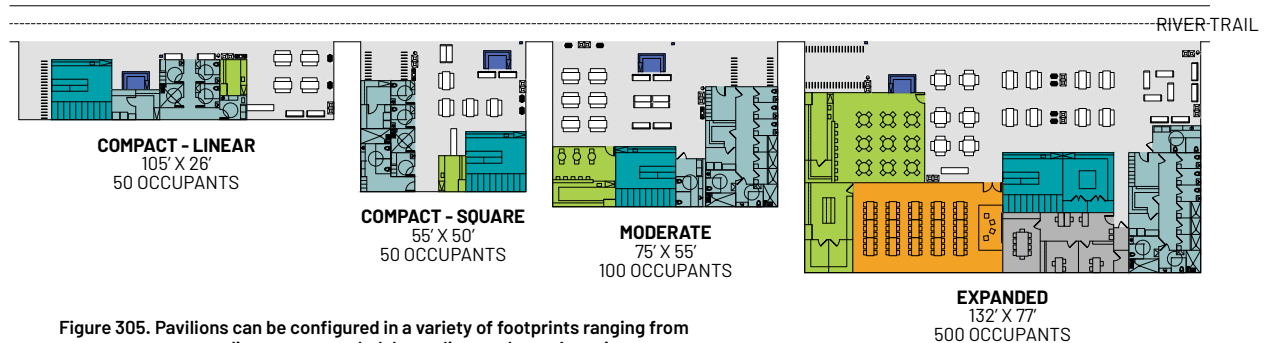 RIVER TRAIL
COMPACT - LINEAR
105’ X 26’
50 OCCUPANTS
COMPACT - SQUARE
55’ X 50’
50 OCCUPANTS
MODERATE
75’ X 55’
100 OCCUPANTS
EXPANDED
132’ X 77’
500 OCCUPANTS
Figure 305. Pavilions can be configured in a variety of footprints ranging from